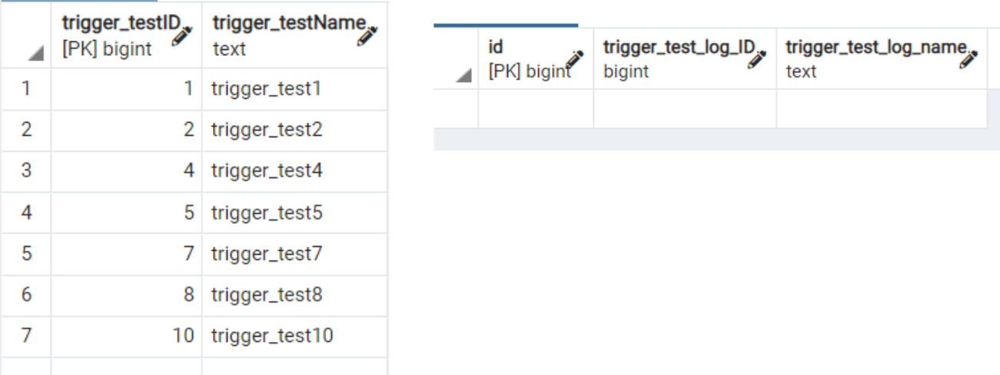 trigger_testID trigger_testName
[PK] bigint text
1 1 trigger_test1
2 2 trigger_test2
3 4 trigger_test4
4 5 trigger_test5
5 7 trigger_test7
6 8 trigger_test8
7 10 trigger_test10
id trigger_test_log_ID trigger_test_log_name
[PK] bigint bigint text